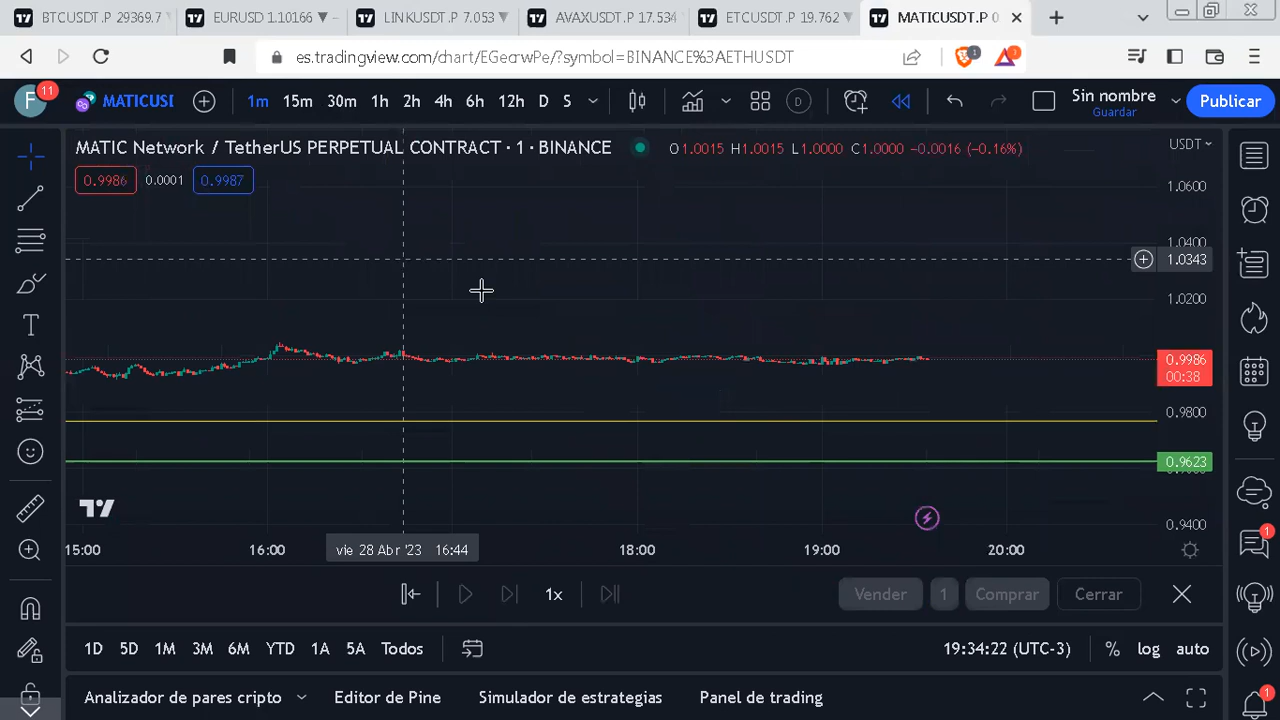 BTCUSDT.P 29369.7
EURUSD 1.10166
LINKUSDT.P 7.053
AVAXUSDT.P 17.534
ETCUSDT.P 19.762
MATICUSDT.P 0
es.tradingview.com/chart/EGecrwPo/?symbol=BINANCE%3AETHUSDT
1
F
11
MATICUSI
1m
15m
30m
1h
2h
4h
6h
12h
D
S
D
Sin nombre
Guardar
Publicar
MATIC Network / TetherUS PERPETUAL CONTRACT · 1 · BINANCE
O1.0015 H1.0015 L1.0000 C1.0000 −0.0016 (−0.16%)
USDT
0.9986
0.0001
0.9987
1.0600
1.0400
1.0343
1.0200
0.9986
00:38
0.9800
0.9623
0.9400
15:00
16:00
vie 28 Abr '23 16:44
18:00
19:00
20:00
1x
Vender
1
Comprar
Cerrar
1D
5D
1M
3M
6M
YTD
1A
5A
Todos
19:34:22 (UTC-3)
%
log
auto
Analizador de pares cripto
Editor de Pine
Simulador de estrategias
Panel de trading
1
1